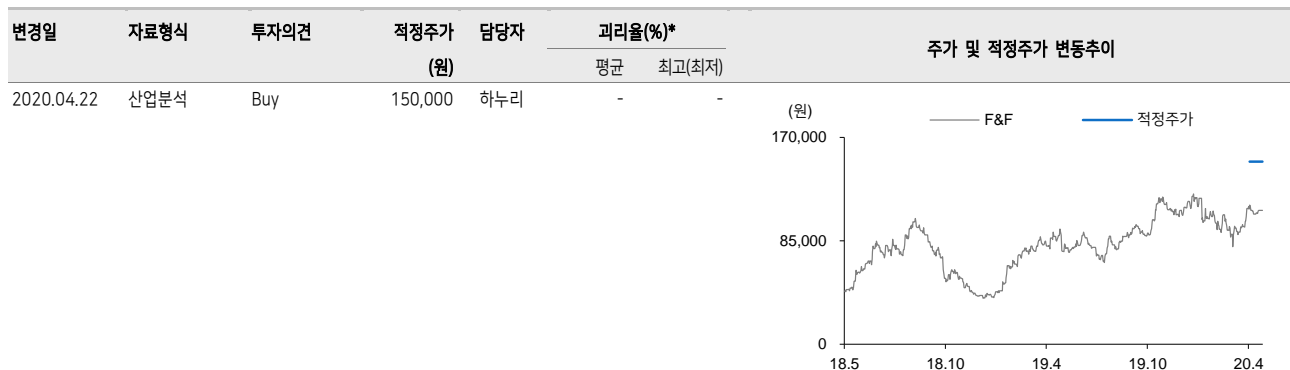 변경일 자료형식 투자의견 적정주가 담당자 괴리율(%)* 주가 및 적정주가 변동추이
(원) 평균 최고(최저)
2020.04.22 산업분석 Buy 150,000 하누리 - -
(원)
F&F 적정주가
170,000
85,000
0
18.5 18.10 19.4 19.10 20.4